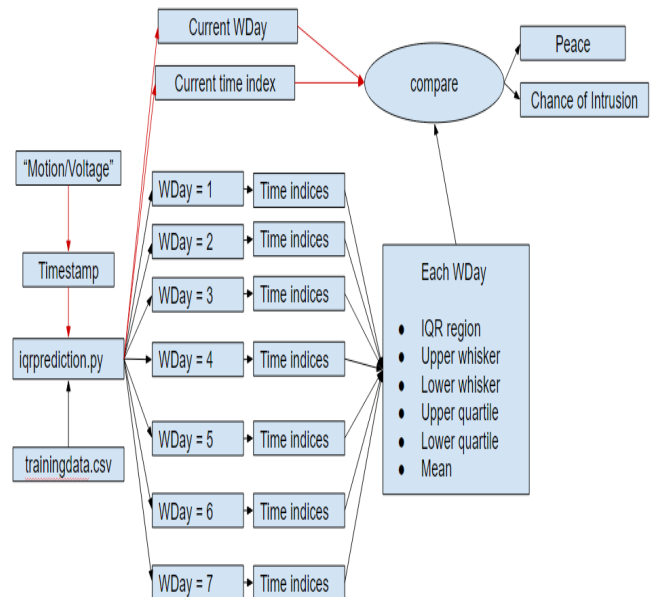 Current WDay
Current time index
compare
Peace
Chance of Intrusion
“Motion/Voltage”
Timestamp
iqrprediction.py
trainingdata.csv
WDay = 1
Time indices
WDay = 2
Time indices
WDay = 3
Time indices
WDay = 4
Time indices
WDay = 5
Time indices
WDay = 6
Time indices
WDay = 7
Time indices
Each WDay
● IQR region
● Upper whisker
● Lower whisker
● Upper quartile
● Lower quartile
● Mean